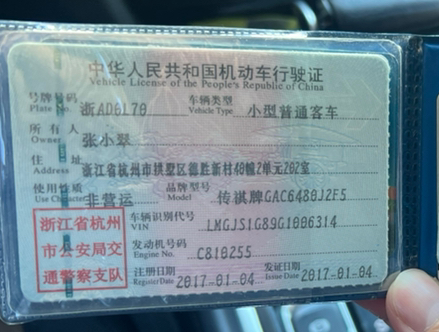 中华人民共和国机动车行驶证
Vehicle License of the People's Republic of China
号牌号码 浙AD0L70 车辆类型 小型普通客车
Plate No. Vehicle Type
所有人 张小翠
Owner
住址 浙江省杭州市拱墅区德胜新村40幢2单元202室
Address
使用性质 非营运 品牌型号 传祺牌GAC6480J2F5
Use Character Model
浙江省杭州
市公安局交
通警察支队
车辆识别代号 LMGJS1G89G1006314
VIN
发动机号码 C810255
Engine No.
注册日期 2017-01-04 发证日期 2017-01-04
Register Date Issue Date